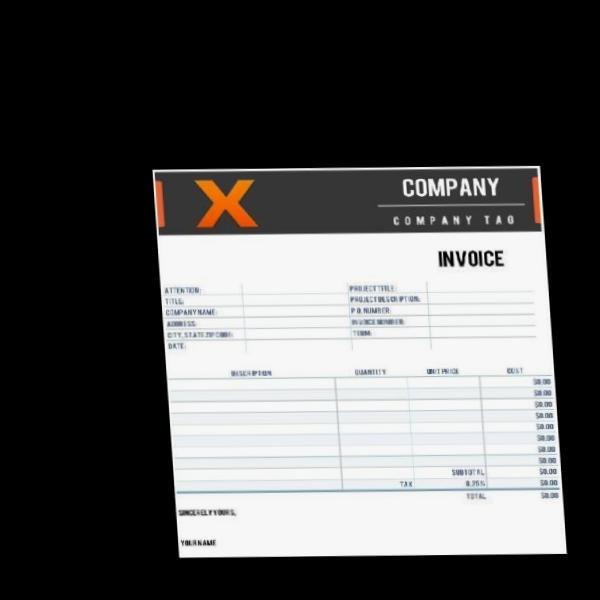 X
COMPANY
COMPANY TAG
INVOICE
ATTENTION:
PROJECT TITLE:
TITLE:
PROJECT DESCRIPTION:
COMPANY NAME:
P.O. NUMBER:
ADDRESS:
INVOICE NUMBER:
CITY, STATE ZIP CODE:
TERM:
DATE:
DESCRIPTION QUANTITY UNIT PRICE COST
$0.00
$0.00
$0.00
$0.00
$0.00
$0.00
$0.00
$0.00
SUBTOTAL $0.00
TAX 8.25% $0.00
TOTAL $0.00
SINCERELY YOURS,
YOUR NAME